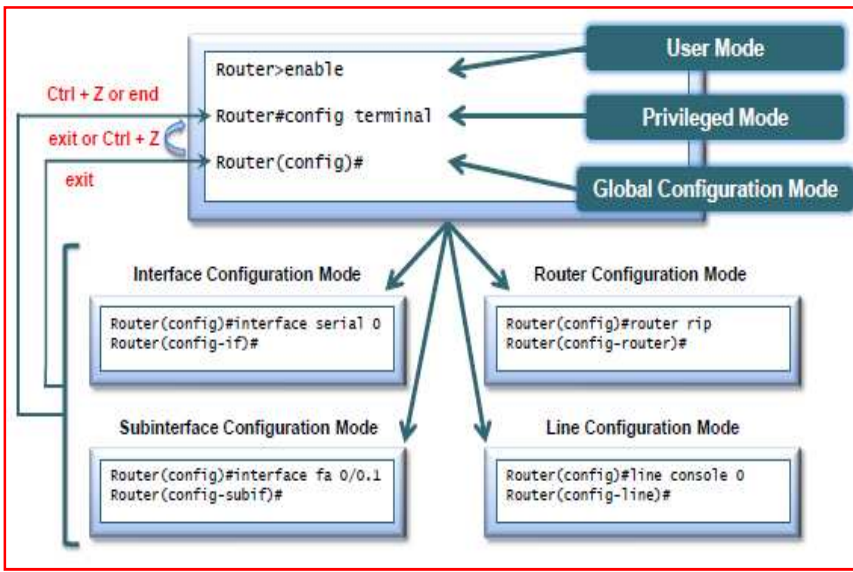 User Mode
Router>enable
Ctrl + Z or end
Router#config terminal
Privileged Mode
exit or Ctrl + Z
Router(config)#
exit
Global Configuration Mode
Interface Configuration Mode
Router(config)#interface serial 0
Router(config-if)#
Router Configuration Mode
Router(config)#router rip
Router(config-router)#
Subinterface Configuration Mode
Router(config)#interface fa 0/0.1
Router(config-subif)#
Line Configuration Mode
Router(config)#line console 0
Router(config-line)#